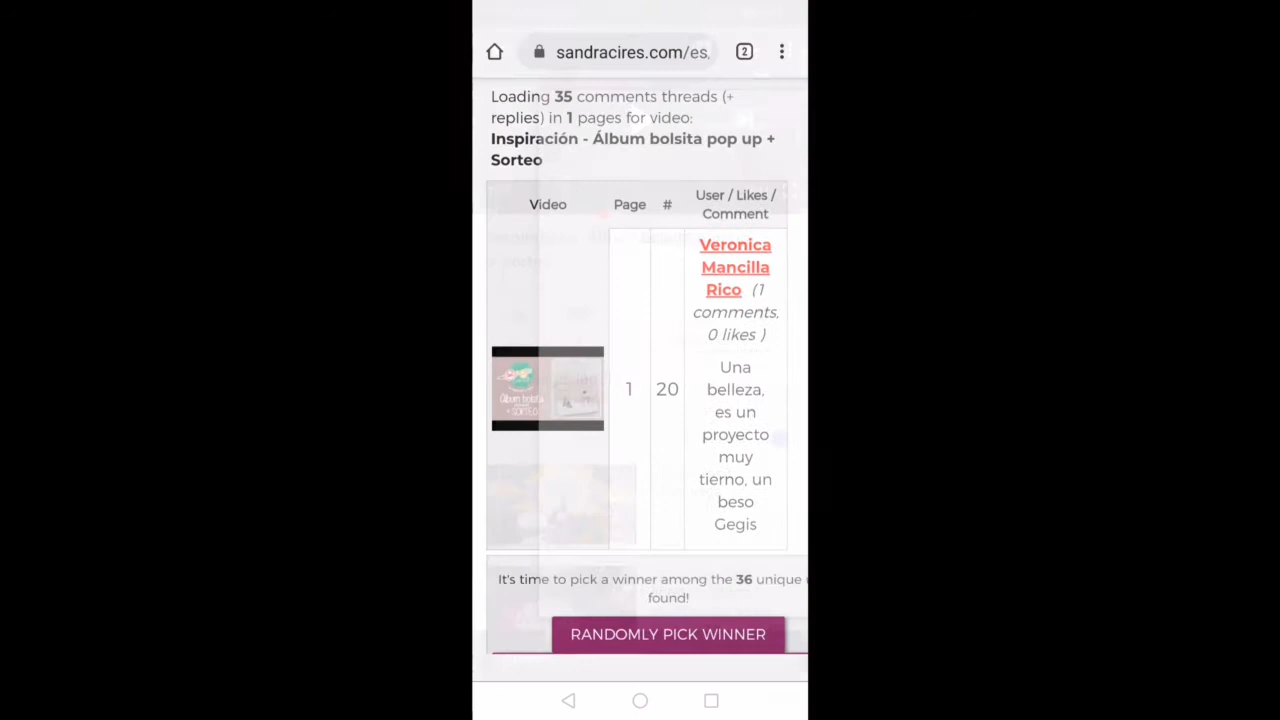 sandracires.com/es.
2
Loading 35 comments threads (+
replies) in 1 pages for video:
Inspiración - Álbum bolsita pop up +
Sorteo
Video
Page
#
User / Likes /
Comment
Veronica
Mancilla
Rico (1
comments,
0 likes )
Una
belleza,
es un
proyecto
muy
tierno, un
beso
Gegis
1
20
Álbum bolsita
+ SORTEO
It's time to pick a winner among the 36 unique
found!
RANDOMLY PICK WINNER